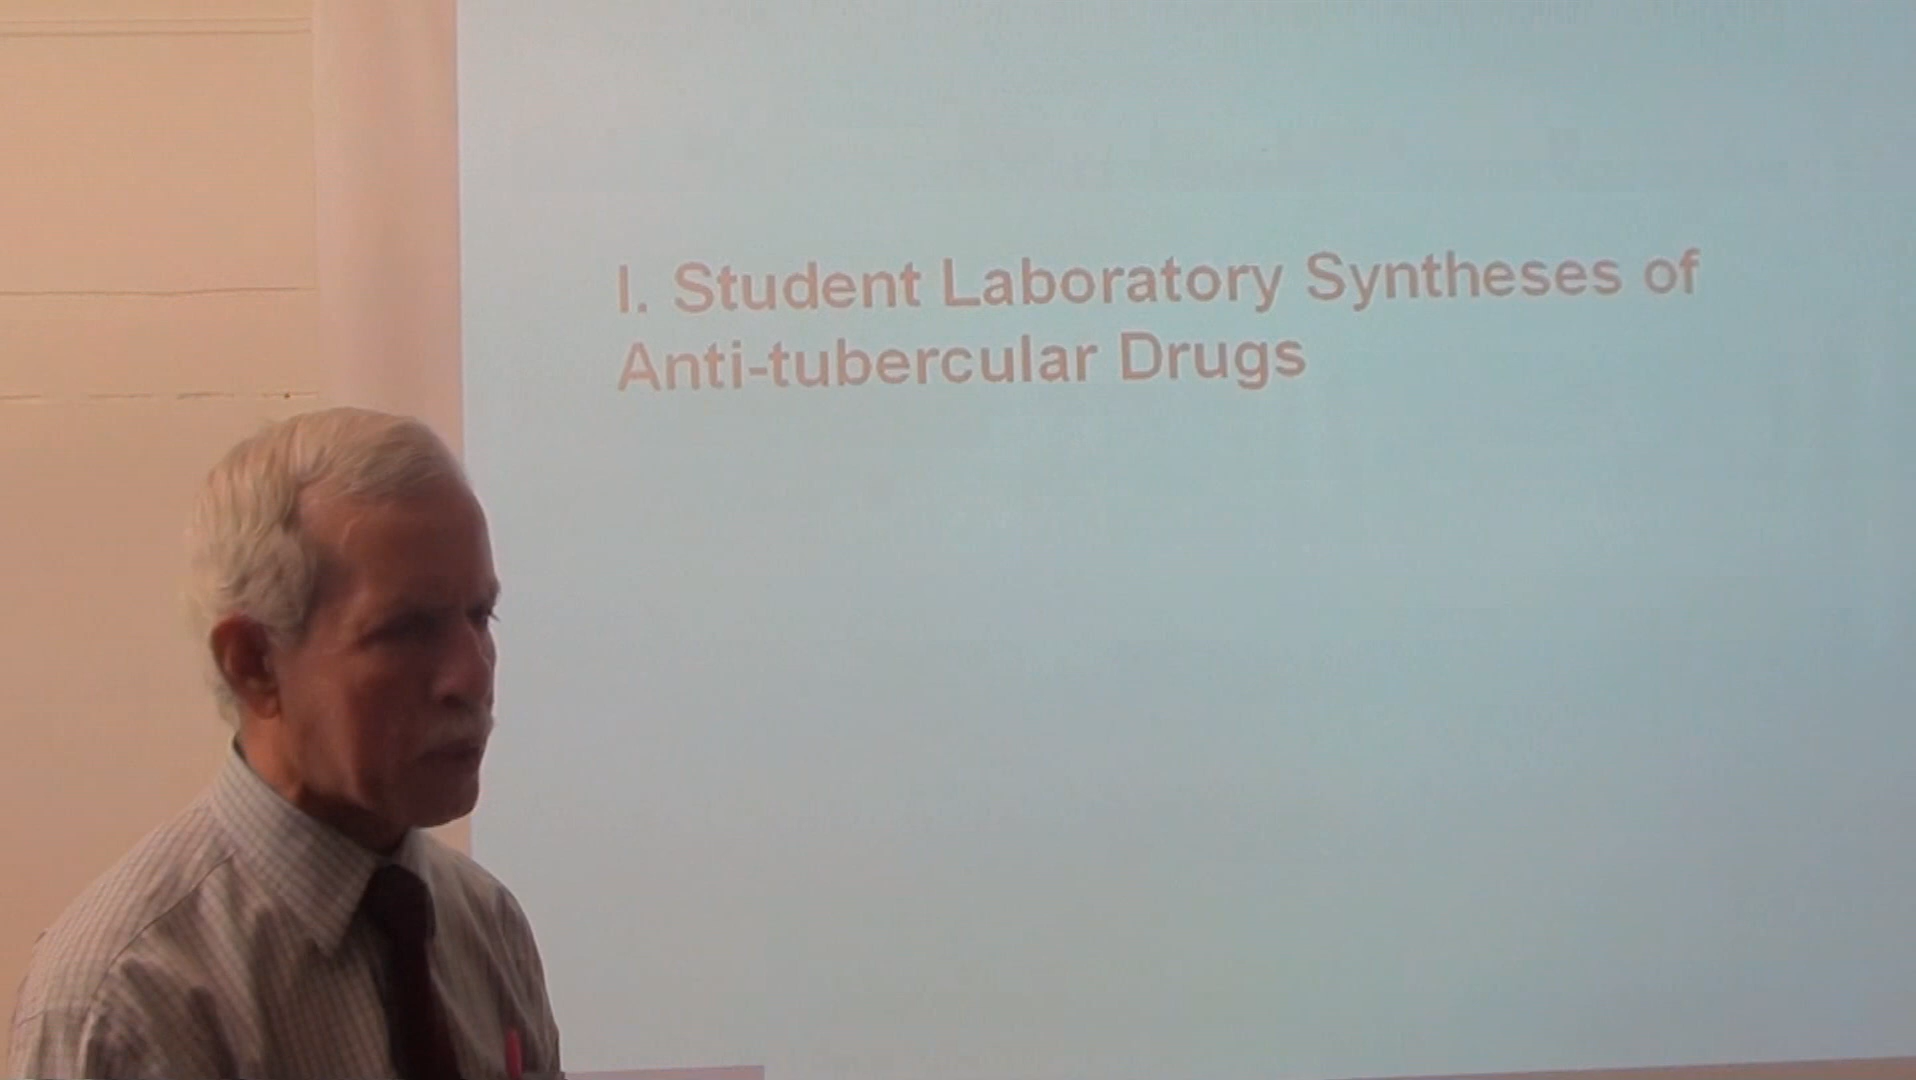 I. Student Laboratory Syntheses of
Anti-tubercular Drugs